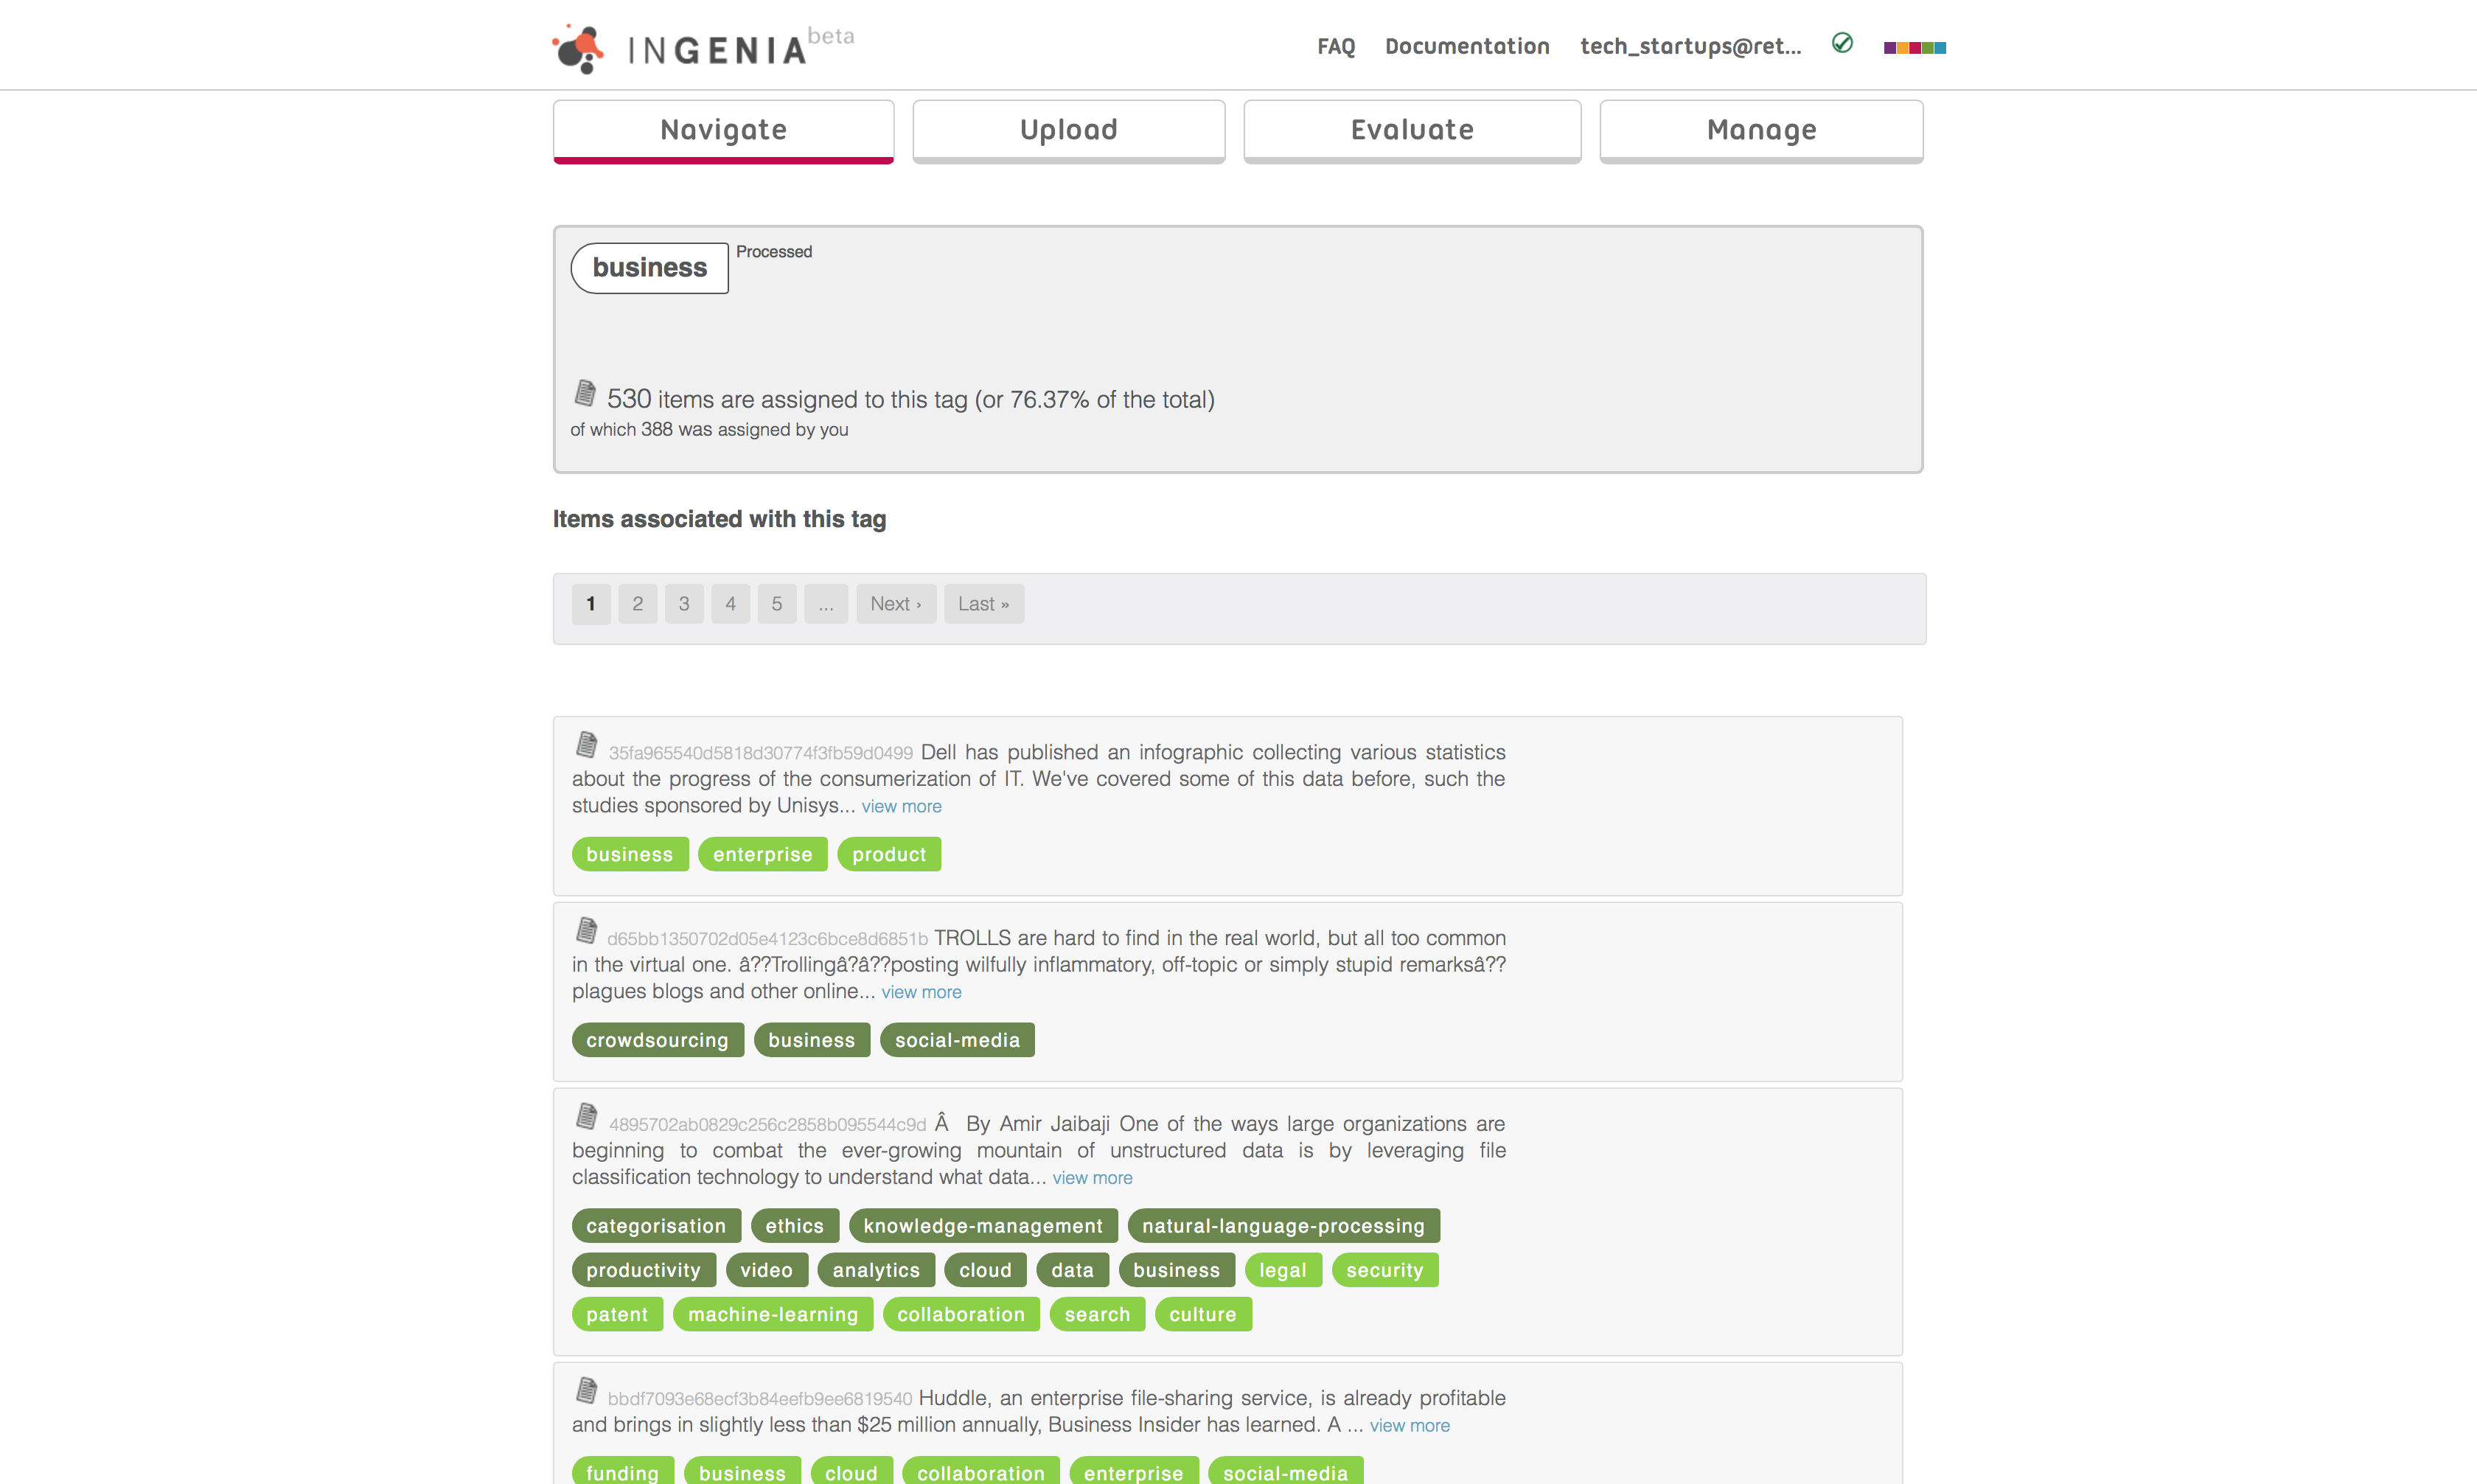 INGENIA beta
FAQ Documentation tech_startups@ret...
Navigate Upload Evaluate Manage
business Processed
530 items are assigned to this tag (or 76.37% of the total)
of which 388 was assigned by you
Items associated with this tag
1 2 3 4 5 ... Next › Last »
35fa965540d5818d30774f3fb59d0499 Dell has published an infographic collecting various statistics
about the progress of the consumerization of IT. We've covered some of this data before, such the
studies sponsored by Unisys... view more
business enterprise product
d65bb1350702d05e4123c6bce8d6851b TROLLS are hard to find in the real world, but all too common
in the virtual one. â??Trollingâ?â??posting wilfully inflammatory, off-topic or simply stupid remarksâ??
plagues blogs and other online... view more
crowdsourcing business social-media
4895702ab0829c256c2858b095544c9d Â By Amir Jaibaji One of the ways large organizations are
beginning to combat the ever-growing mountain of unstructured data is by leveraging file
classification technology to understand what data... view more
categorisation ethics knowledge-management natural-language-processing
productivity video analytics cloud data business legal security
patent machine-learning collaboration search culture
bbdf7093e68ecf3b84eefb9ee6819540 Huddle, an enterprise file-sharing service, is already profitable
and brings in slightly less than $25 million annually, Business Insider has learned. A ... view more
funding business cloud collaboration enterprise social-media